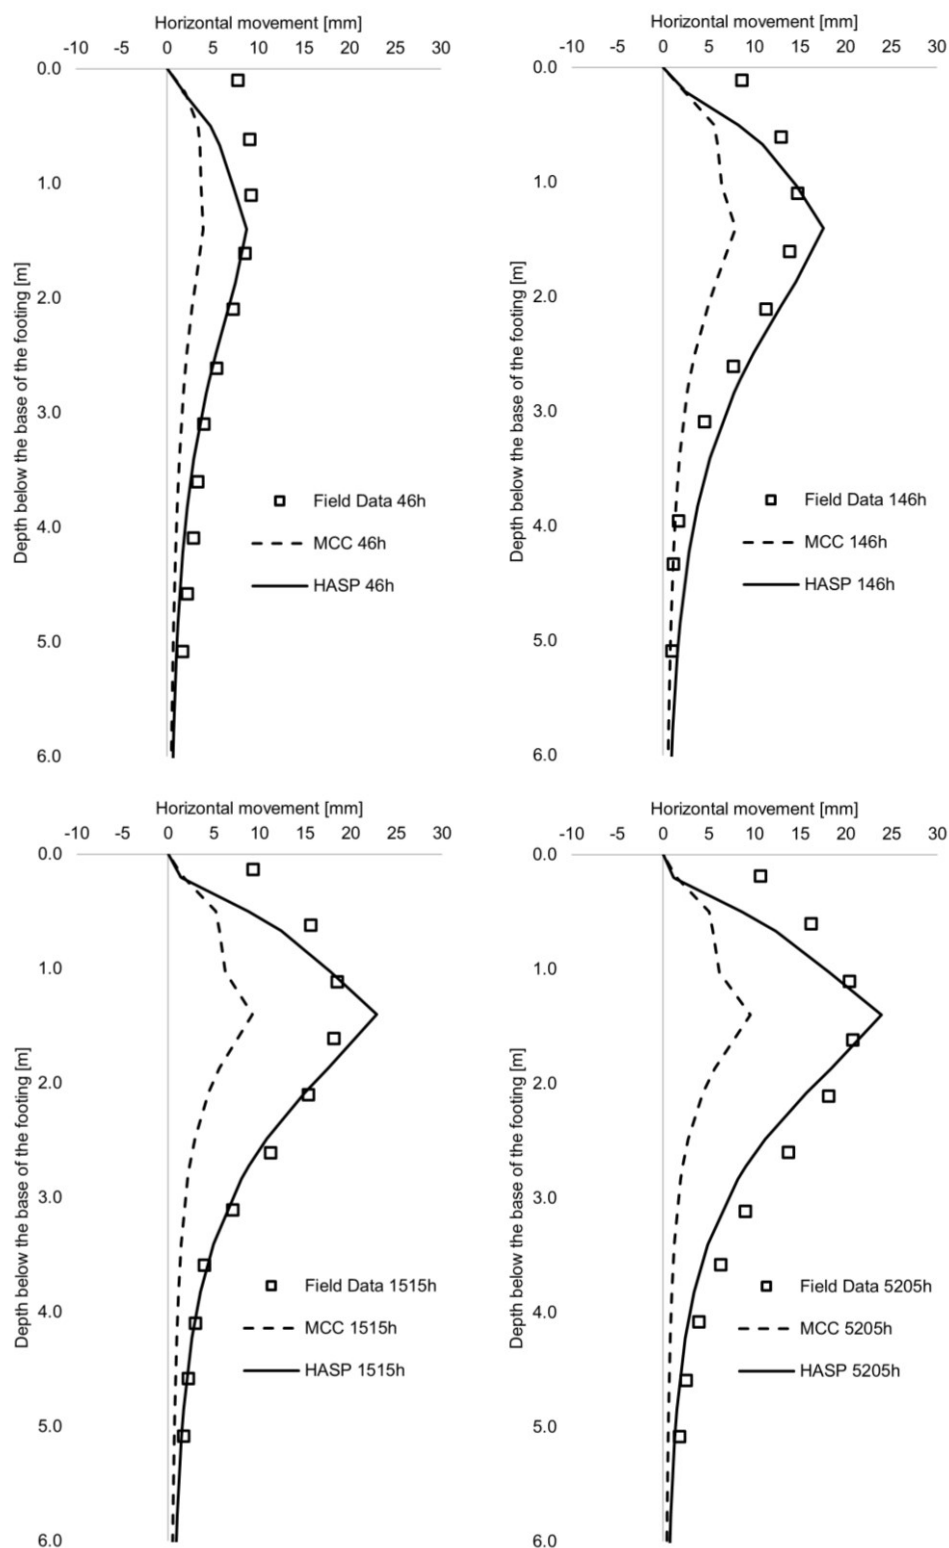 Horizontal movement [mm]
-10 -5 0 5 10 15 20 25 30
0.0
1.0
2.0
3.0
4.0
5.0
6.0
Depth below the base of the footing [m]
Field Data 46h
MCC 46h
HASP 46h
Horizontal movement [mm]
-10 -5 0 5 10 15 20 25 30
0.0
1.0
2.0
3.0
4.0
5.0
6.0
Depth below the base of the footing [m]
Field Data 146h
MCC 146h
HASP 146h
Horizontal movement [mm]
-10 -5 0 5 10 15 20 25 30
0.0
1.0
2.0
3.0
4.0
5.0
6.0
Depth below the base of the footing [m]
Field Data 1515h
MCC 1515h
HASP 1515h
Horizontal movement [mm]
-10 -5 0 5 10 15 20 25 30
0.0
1.0
2.0
3.0
4.0
5.0
6.0
Depth below the base of the footing [m]
Field Data 5205h
MCC 5205h
HASP 5205h